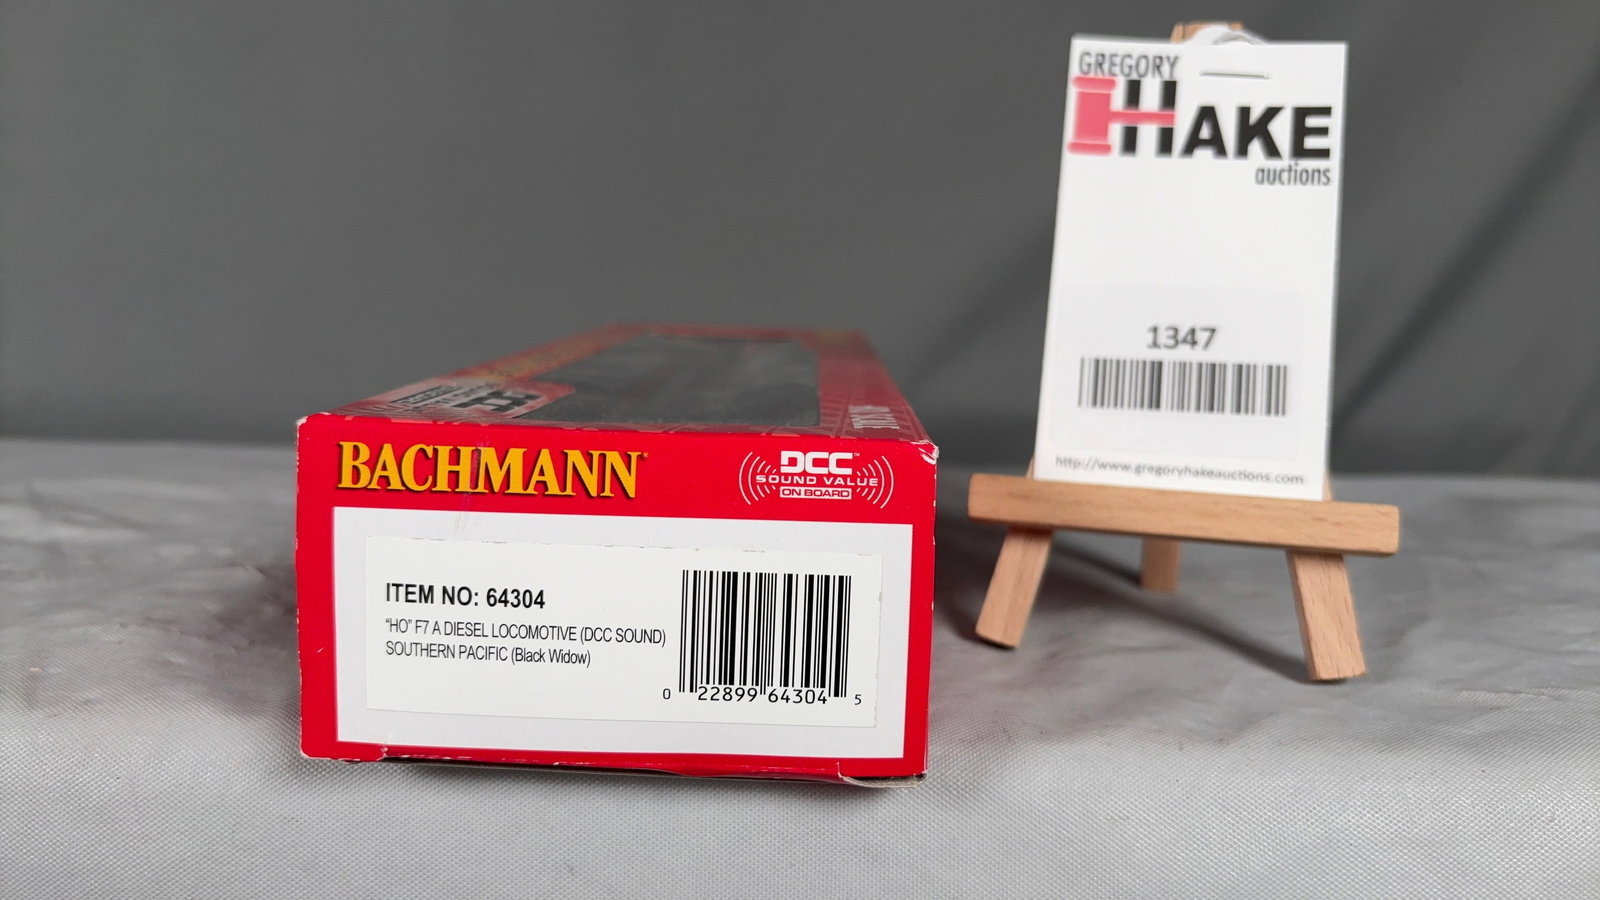 BACHMANN
DCC™
SOUND VALUE
ON BOARD
ITEM NO: 64304
"HO" F7 A DIESEL LOCOMOTIVE (DCC SOUND)
SOUTHERN PACIFIC (Black Widow)
0 22899 64304 5
GREGORY
HAKE
auctions
1347
http://www.gregoryhakeauctions.com